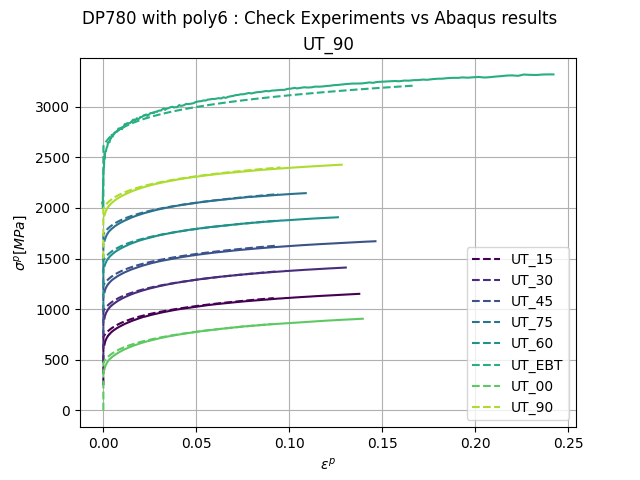 DP780 with poly6 : Check Experiments vs Abaqus results
UT_90
3000
2500
2000
1500
1000
500
0
σ^p[MPa]
0.00 0.05 0.10 0.15 0.20 0.25
ε^p
UT_15
UT_30
UT_45
UT_75
UT_60
UT_EBT
UT_00
UT_90